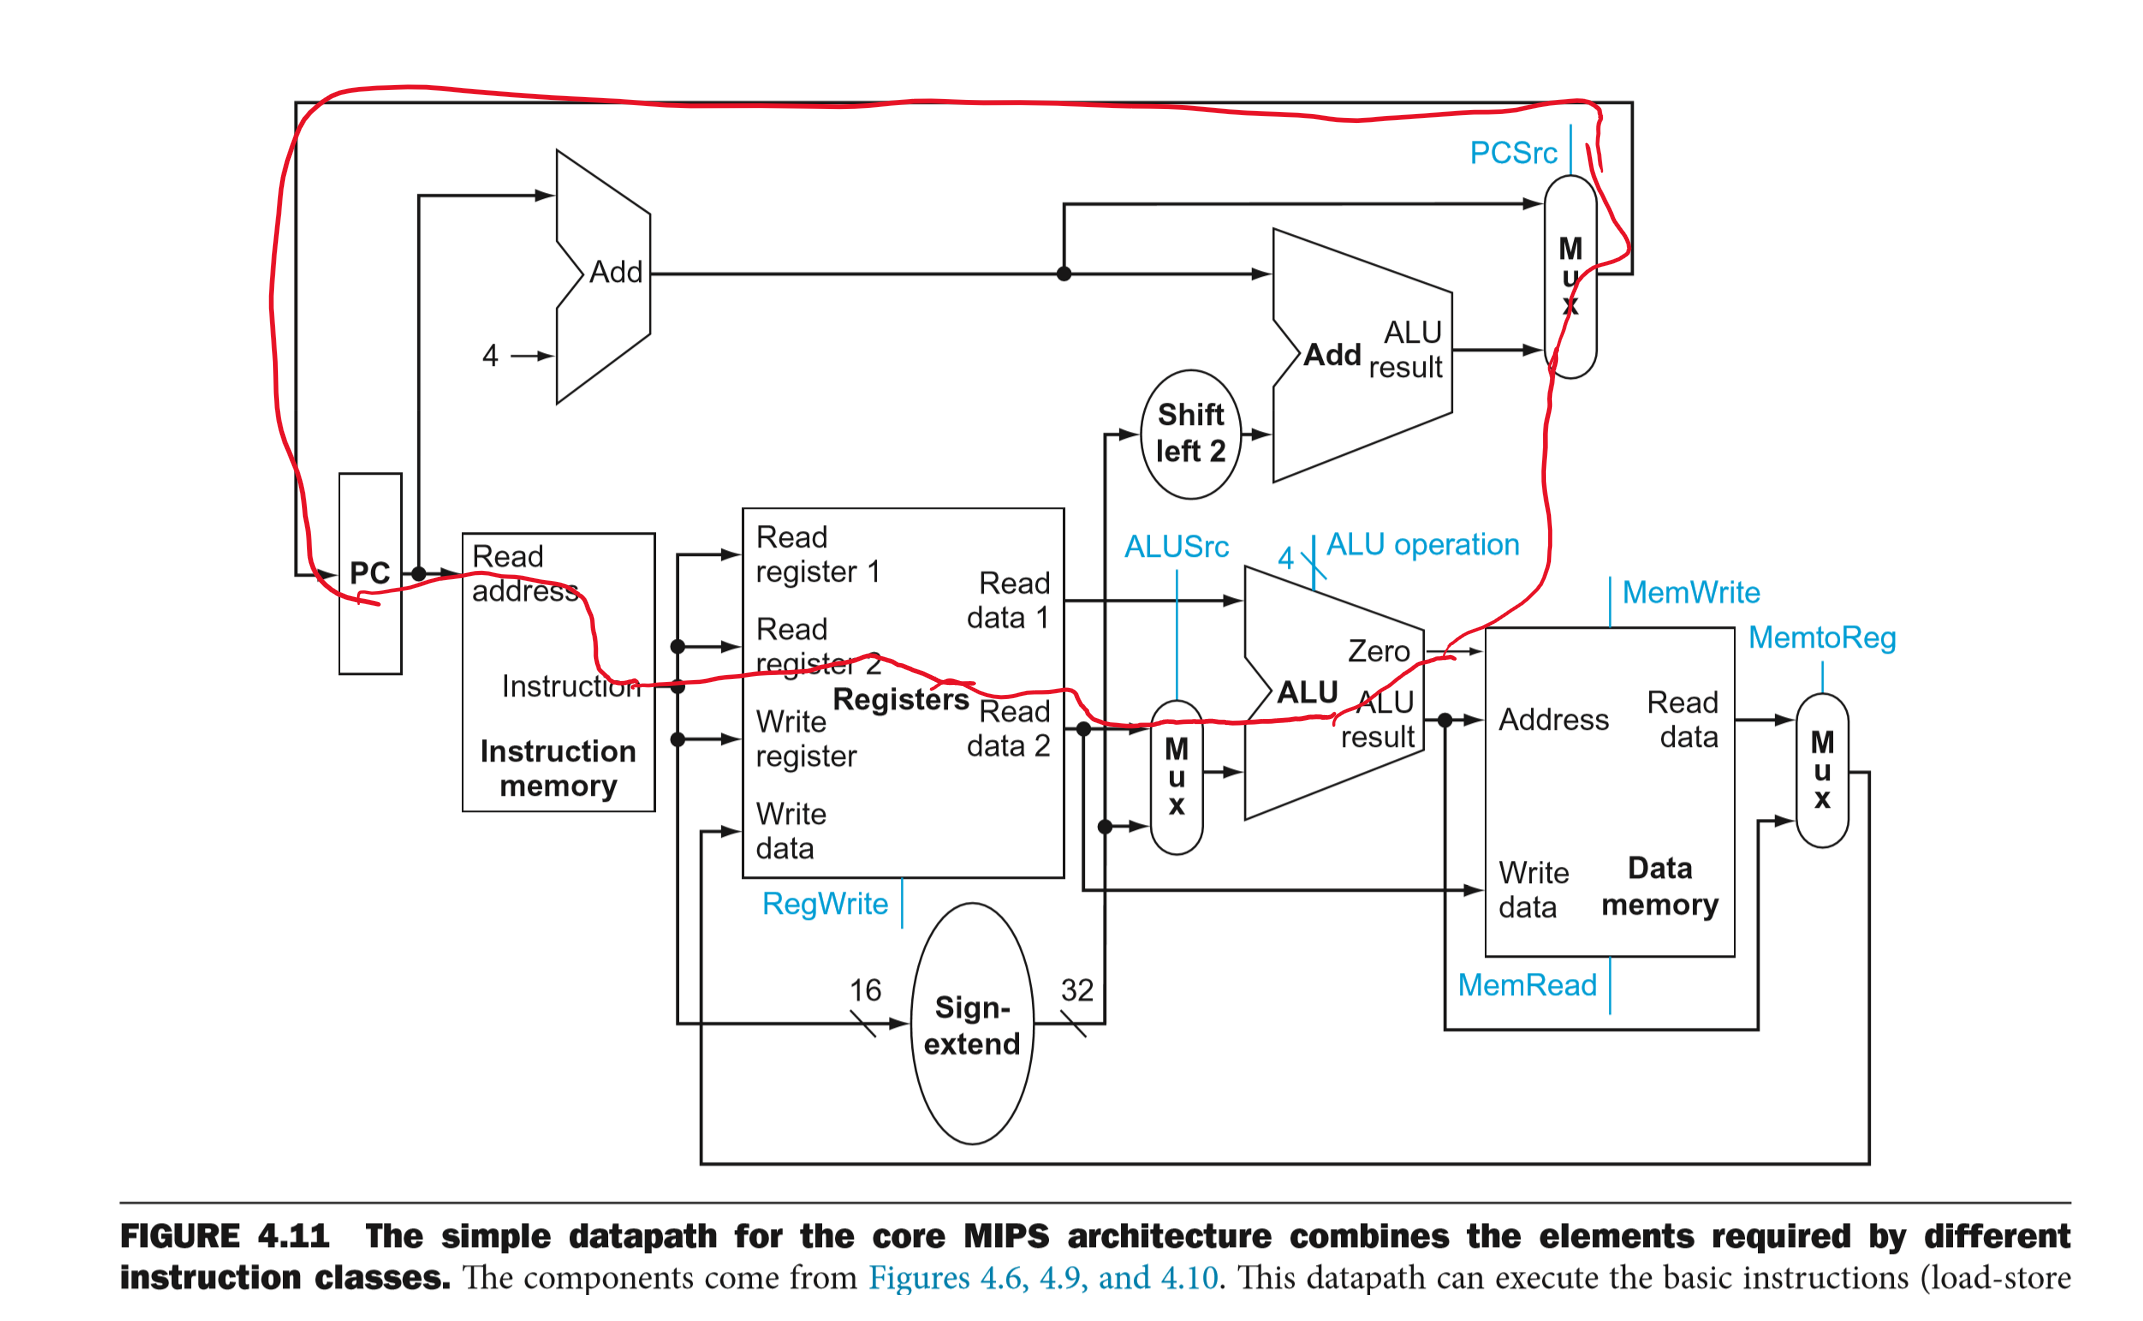 PCSrc
M
u
x
Add
4
Add
ALU
result
Shift
left 2
PC
Read
address
Instruction
Instruction
memory
Read
register 1
Read
register 2
Registers
Write
register
Write
data
Read
data 1
Read
data 2
RegWrite
16
Sign-
extend
32
ALUSrc
M
u
x
4
ALU operation
Zero
ALU
ALU
result
MemWrite
Address
Read
data
Write
data
Data
memory
MemRead
MemtoReg
M
u
x
FIGURE 4.11 The simple datapath for the core MIPS architecture combines the elements required by different
instruction classes. The components come from Figures 4.6, 4.9, and 4.10. This datapath can execute the basic instructions (load-store